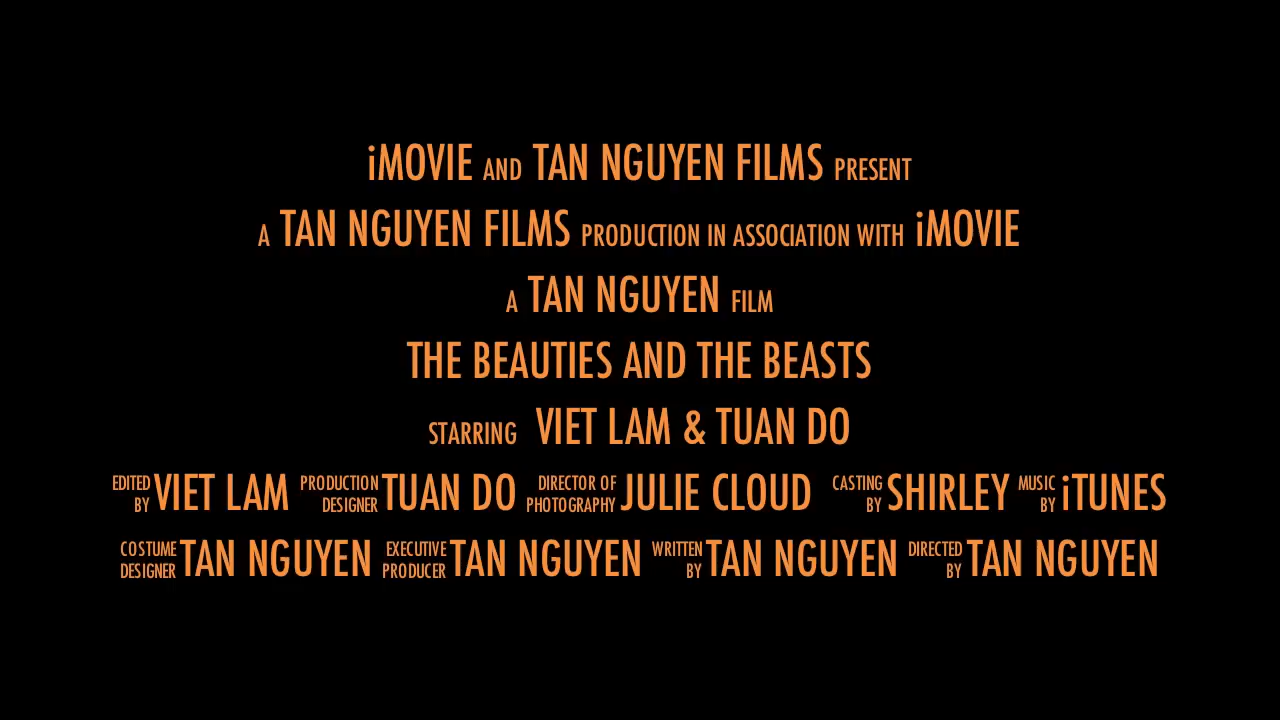 iMOVIE AND TAN NGUYEN FILMS PRESENT
A TAN NGUYEN FILMS PRODUCTION IN ASSOCIATION WITH iMOVIE
A TAN NGUYEN FILM
THE BEAUTIES AND THE BEASTS
STARRING VIET LAM & TUAN DO
EDITED BY VIET LAM PRODUCTION DESIGNER TUAN DO DIRECTOR OF PHOTOGRAPHY JULIE CLOUD CASTING BY SHIRLEY MUSIC BY iTUNES
COSTUME DESIGNER TAN NGUYEN EXECUTIVE PRODUCER TAN NGUYEN WRITTEN BY TAN NGUYEN DIRECTED BY TAN NGUYEN